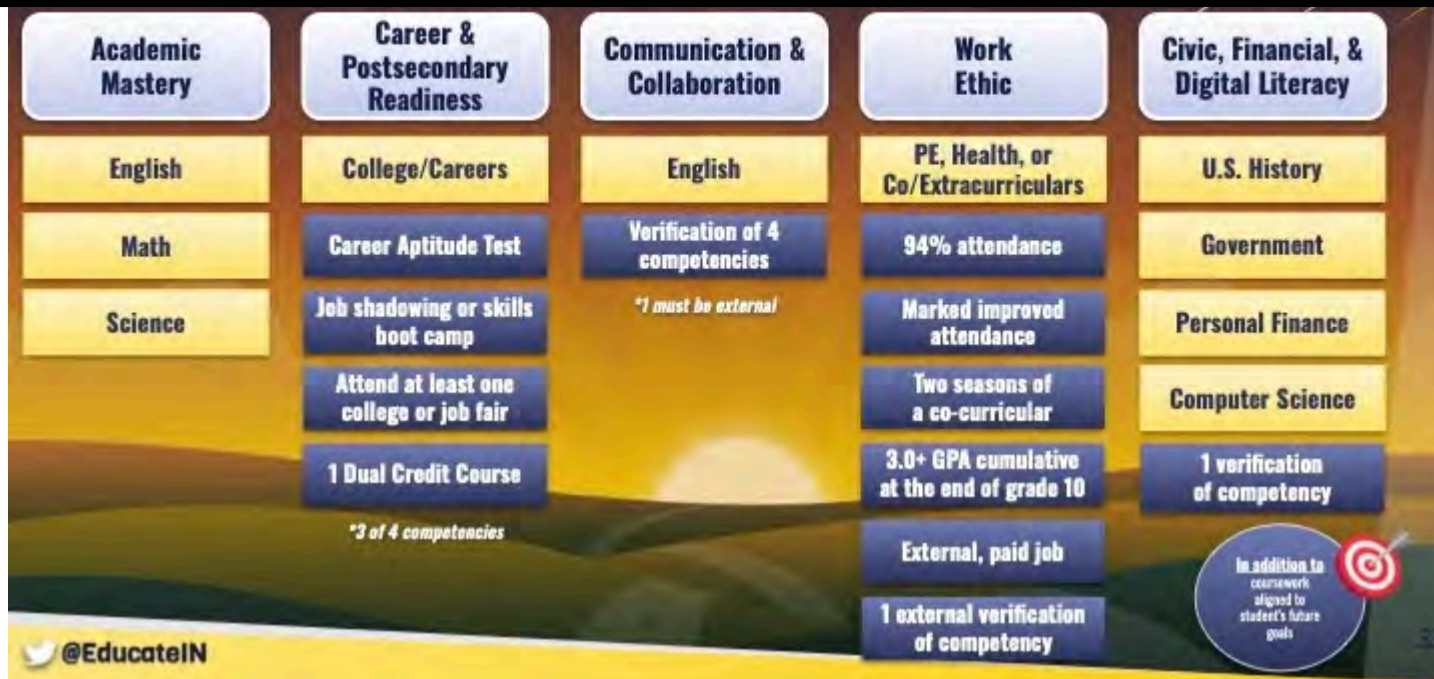 Academic
Mastery
English
Math
Science
Career &
Postsecondary
Readiness
College/Careers
Career Aptitude Test
Job shadowing or skills
boot camp
Attend at least one
college or job fair
1 Dual Credit Course
*3 of 4 competencies
Communication &
Collaboration
English
Verification of 4
competencies
*1 must be external
Work
Ethic
PE, Health, or
Co/Extracurriculars
94% attendance
Marked improved
attendance
Two seasons of
a co-curricular
3.0+ GPA cumulative
at the end of grade 10
External, paid job
1 external verification
of competency
Civic, Financial, &
Digital Literacy
U.S. History
Government
Personal Finance
Computer Science
1 verification
of competency
In addition to
coursework
aligned to
student's future
goals
@EducateIN